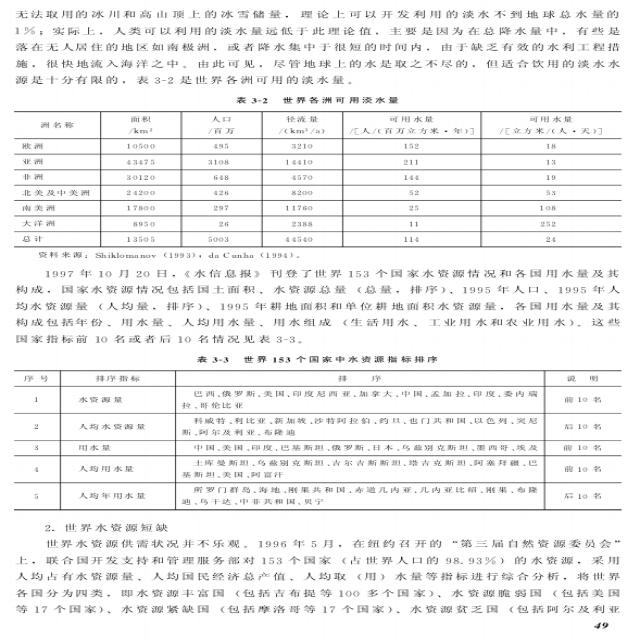 无法取用的冰川和高山顶上的冰雪储量，理论上可以开发利用的淡水不到地球总水量的
1%；实际上，人类可以利用的淡水量远低于此理论值，主要是因为在总降水量中，有些是
落在无人居住的地区如南极洲，或者降水集中于很短的时间内，由于缺乏有效的水利工程措
施，很快地流入海洋之中。由此可见，尽管地球上的水是取之不尽的，但适合饮用的淡水水
源是十分有限的，表 3-2 是世界各洲可用的淡水量。
表 3-2 世界各洲可用淡水量
洲名称 面积 /km² 人口 /百万 径流量 /(km³/a) 可用水量 /[人/(百万立方米·年)] 可用水量 /[立方米/(人·天)]
欧洲 10500 495 3210 152 18
亚洲 43475 3108 14410 211 13
非洲 30120 648 4570 144 19
北美及中美洲 24200 426 8200 52 53
南美洲 17800 297 11760 25 108
大洋洲 8950 26 2388 11 252
总计 13505 5003 44540 114 24
资料来源：Shiklomanov (1993)，da Cunha (1994)。
1997 年 10 月 20 日，《水信息报》刊登了世界 153 个国家水资源情况和各国用水量及其
构成，国家水资源情况包括国土面积、水资源总量（总量，排序）、1995 年人口、1995 年人
均水资源量（人均量，排序）、1995 年耕地面积和单位耕地面积水资源量，各国用水量及其
构成包括年份、用水量、人均用水量、用水组成（生活用水、工业用水和农业用水）。这些
国家指标前 10 名或者后 10 名情况见表 3-3。
表 3-3 世界 153 个国家中水资源指标排序
序号 排序指标 排序 说明
1 水资源量 巴西、俄罗斯、美国、印度尼西亚、加拿大、中国、孟加拉、印度、委内瑞
拉、哥伦比亚 前 10 名
2 人均水资源量 科威特、利比亚、新加坡、沙特阿拉伯、约旦、也门共和国、以色列、突尼
斯、阿尔及利亚、布隆迪 后 10 名
3 用水量 中国、美国、印度、巴基斯坦、俄罗斯、日本、乌兹别克斯坦、墨西哥、埃及 前 10 名
4 人均用水量 土库曼斯坦、乌兹别克斯坦、吉尔吉斯斯坦、塔吉克斯坦、阿塞拜疆、巴
基斯坦、美国、阿富汗 前 10 名
5 人均年用水量 所罗门群岛、海地、刚果共和国、赤道几内亚、几内亚比绍、刚果、布隆
迪、乌干达、中非共和国、贝宁 后 10 名
2. 世界水资源短缺
世界水资源供需状况并不乐观。1996 年 5 月，在纽约召开的“第三届自然资源委员会”
上，联合国开发支持和管理服务部对 153 个国家（占世界人口的 98.93%）的水资源，采用
人均占有水资源量、人均国民经济总产值、人均取（用）水量等指标进行综合分析，将世界
各国分为四类，即水资源丰富国（包括吉布提等 100 多个国家）、水资源脆弱国（包括美国
等 17 个国家）、水资源紧缺国（包括摩洛哥等 17 个国家）、水资源贫乏国（包括阿尔及利亚
49